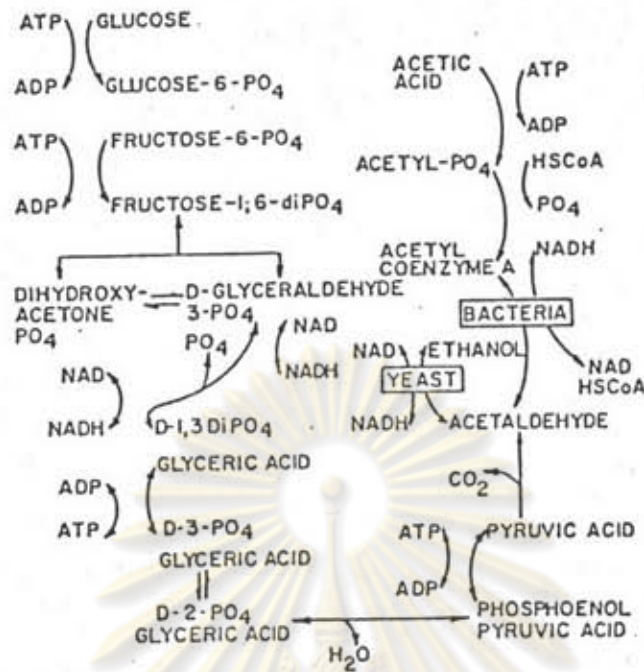 ATP GLUCOSE
ADP GLUCOSE-6-PO4
ATP FRUCTOSE-6-PO4
ADP FRUCTOSE-1;6-diPO4
DIHYDROXY-
ACETONE
PO4
D-GLYCERALDEHYDE
3-PO4
PO4
NAD
NADH
NAD
NADH
D-1,3DiPO4
GLYCERIC ACID
ADP
ATP
D-3-PO4
GLYCERIC ACID
D-2-PO4
GLYCERIC ACID
H2O
ACETIC
ACID
ATP
ADP
ACETYL-PO4
HSCoA
PO4
ACETYL
COENZYME A
NADH
BACTERIA
NAD
HSCoA
NAD ETHANOL
YEAST
NADH ACETALDEHYDE
CO2
ATP PYRUVIC ACID
ADP
PHOSPHOENOL
PYRUVIC ACID